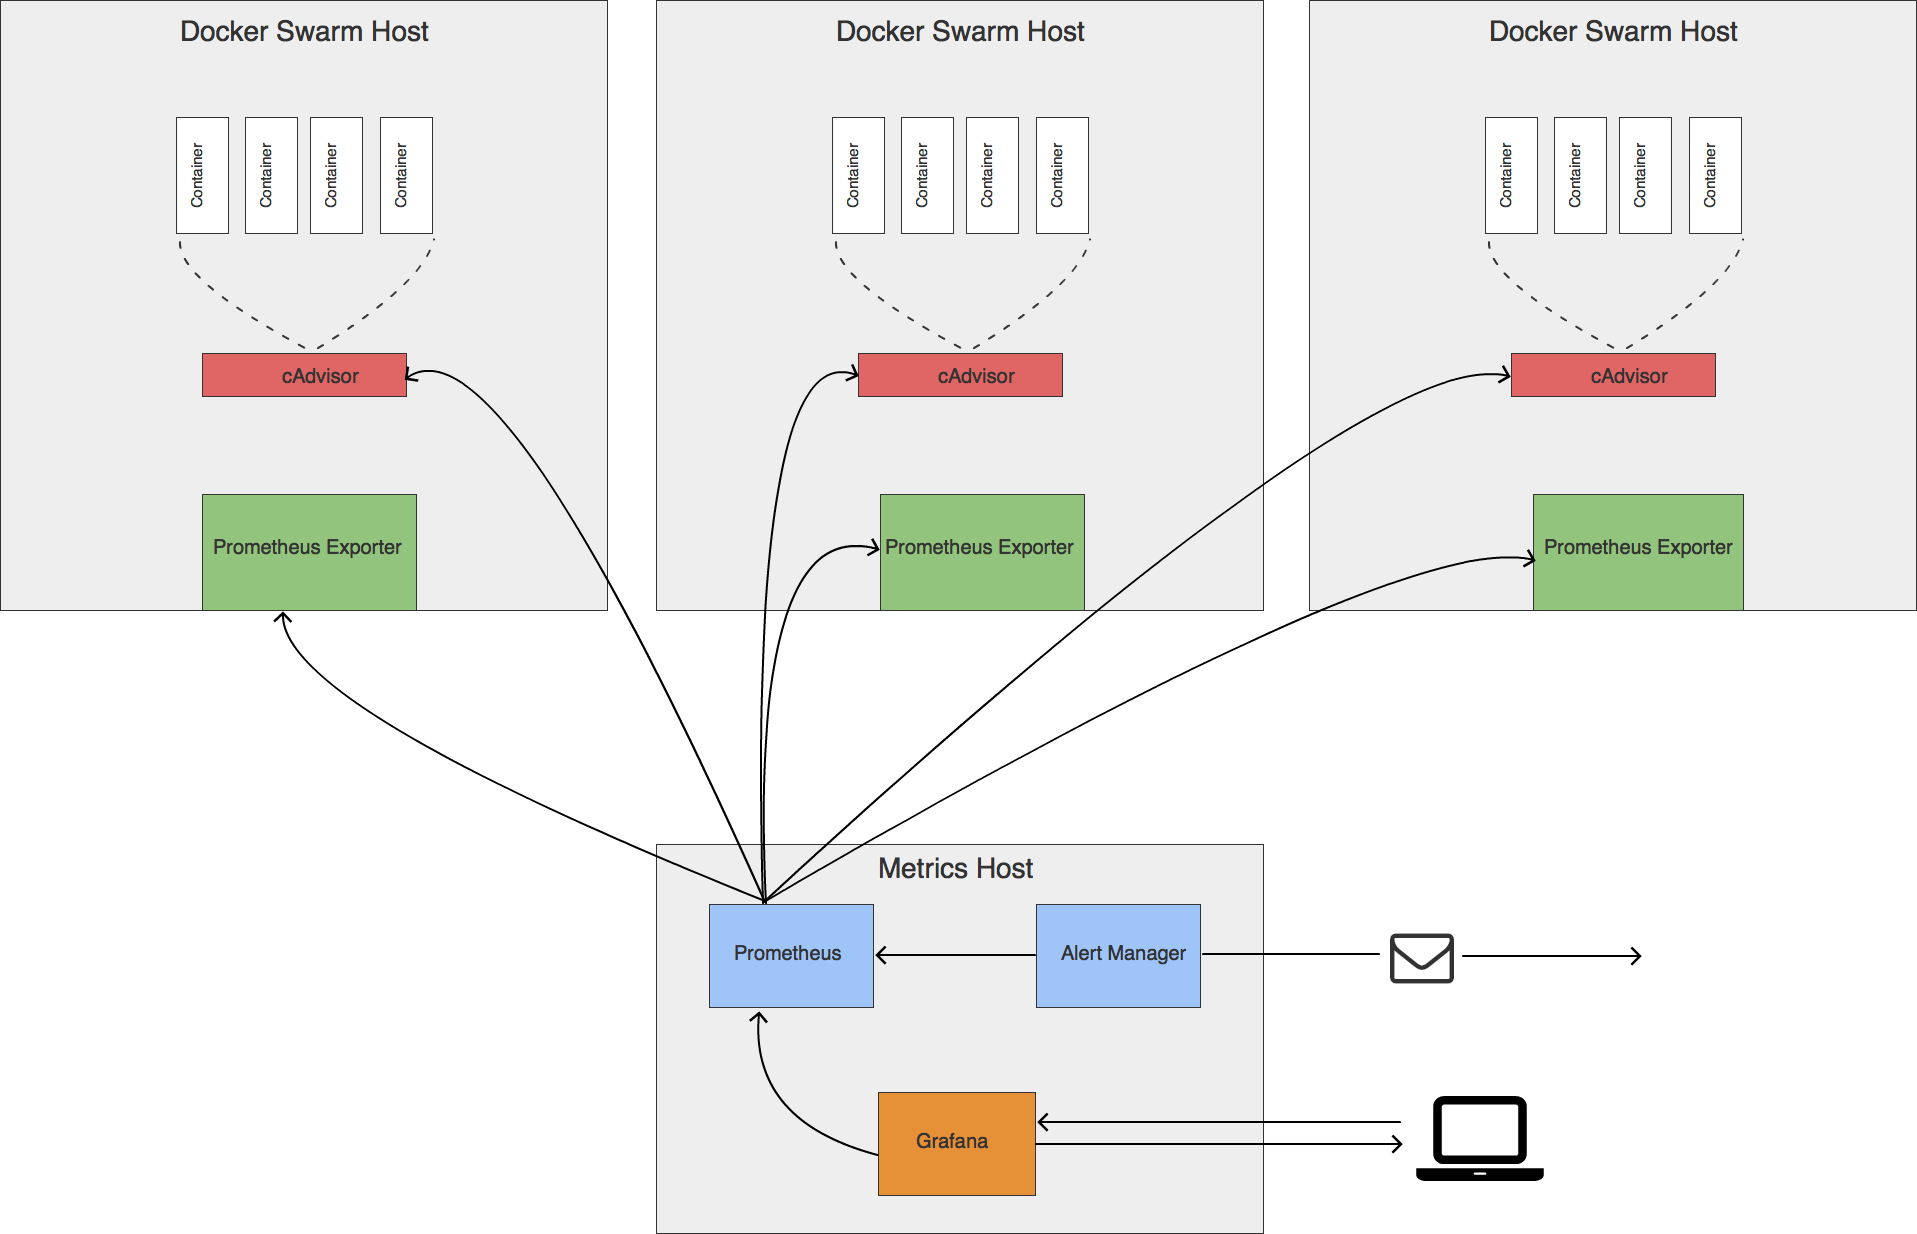 Docker Swarm Host
Docker Swarm Host
Docker Swarm Host
Container
Container
Container
Container
Container
Container
Container
Container
Container
Container
Container
Container
cAdvisor
cAdvisor
cAdvisor
Prometheus Exporter
Prometheus Exporter
Prometheus Exporter
Metrics Host
Prometheus
Alert Manager
Grafana